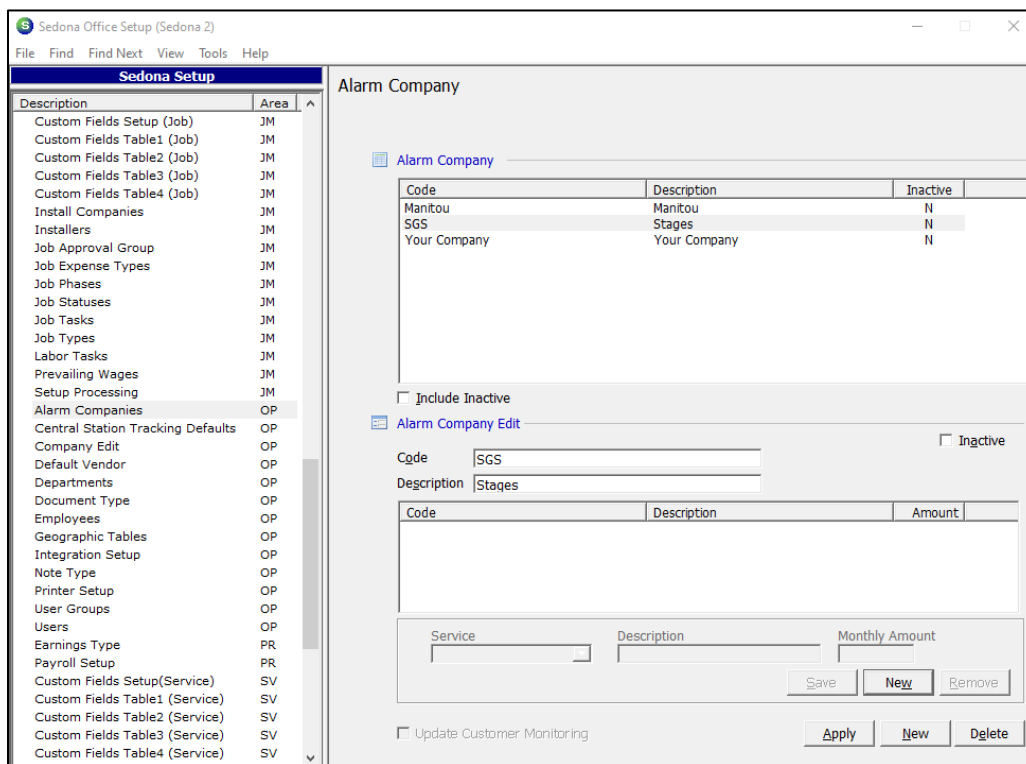 Sedona Office Setup (Sedona 2)
File Find Find Next View Tools Help
Sedona Setup
Description Area
Custom Fields Setup (Job) JM
Custom Fields Table1 (Job) JM
Custom Fields Table2 (Job) JM
Custom Fields Table3 (Job) JM
Custom Fields Table4 (Job) JM
Install Companies JM
Installers JM
Job Approval Group JM
Job Expense Types JM
Job Phases JM
Job Statuses JM
Job Tasks JM
Job Types JM
Labor Tasks JM
Prevailing Wages JM
Setup Processing JM
Alarm Companies OP
Central Station Tracking Defaults OP
Company Edit OP
Default Vendor OP
Departments OP
Document Type OP
Employees OP
Geographic Tables OP
Integration Setup OP
Note Type OP
Printer Setup OP
User Groups OP
Users OP
Earnings Type PR
Payroll Setup PR
Custom Fields Setup(Service) SV
Custom Fields Table1 (Service) SV
Custom Fields Table2 (Service) SV
Custom Fields Table3 (Service) SV
Custom Fields Table4 (Service) SV
Alarm Company
Alarm Company
Code Description Inactive
Manitou Manitou N
SGS Stages N
Your Company Your Company N
Include Inactive
Alarm Company Edit
Inactive
Code SGS
Description Stages
Code Description Amount
Service Description Monthly Amount
Save New Remove
Update Customer Monitoring Apply New Delete